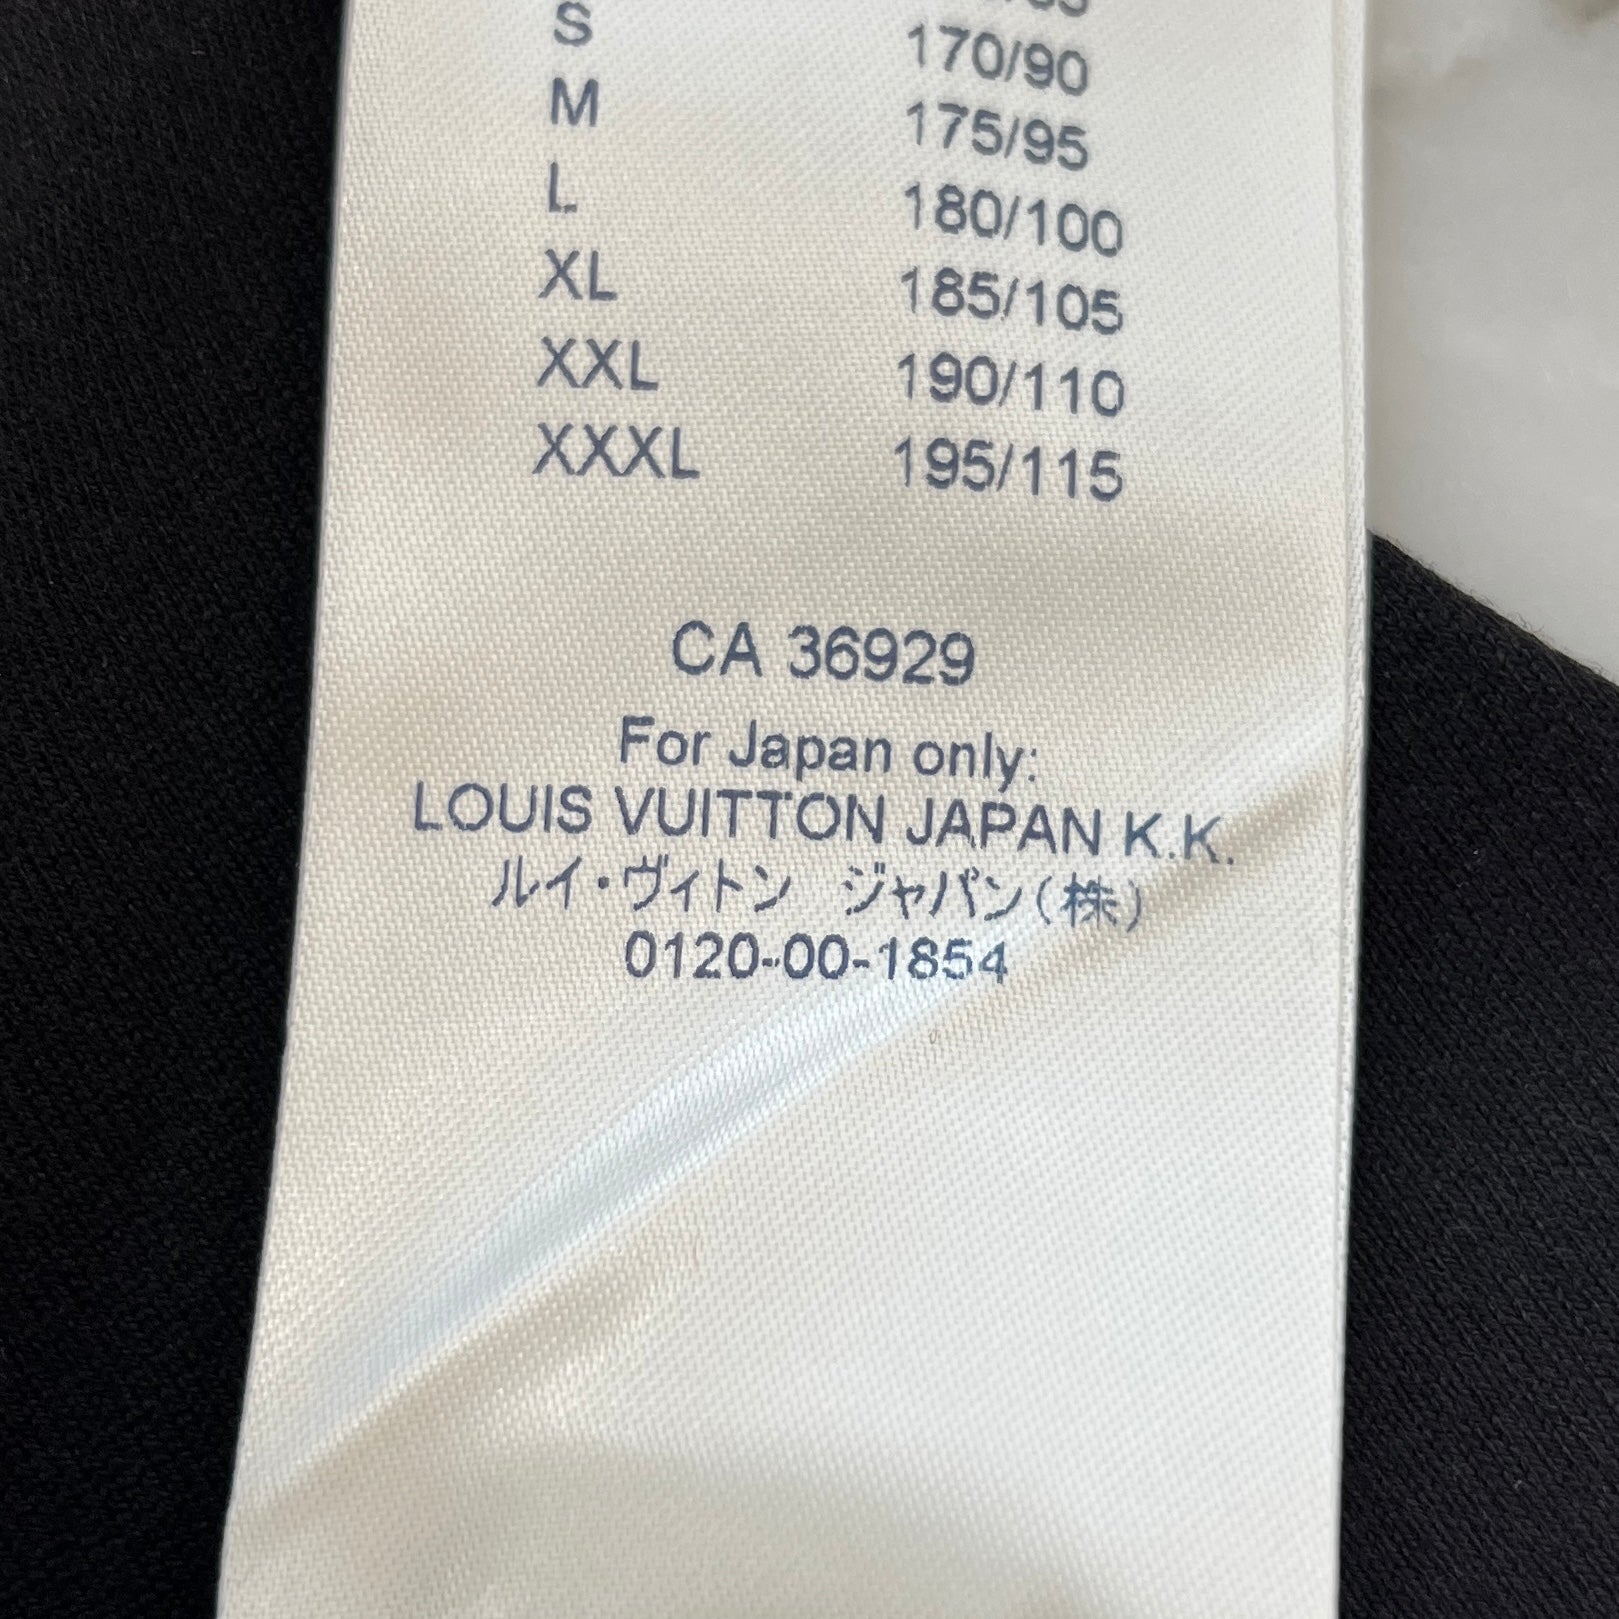 S 170/90
M 175/95
L 180/100
XL 185/105
XXL 190/110
XXXL 195/115
CA 36929
For Japan only:
LOUIS VUITTON JAPAN K.K.
ルイ・ヴィトン ジャパン(株)
0120-00-1854